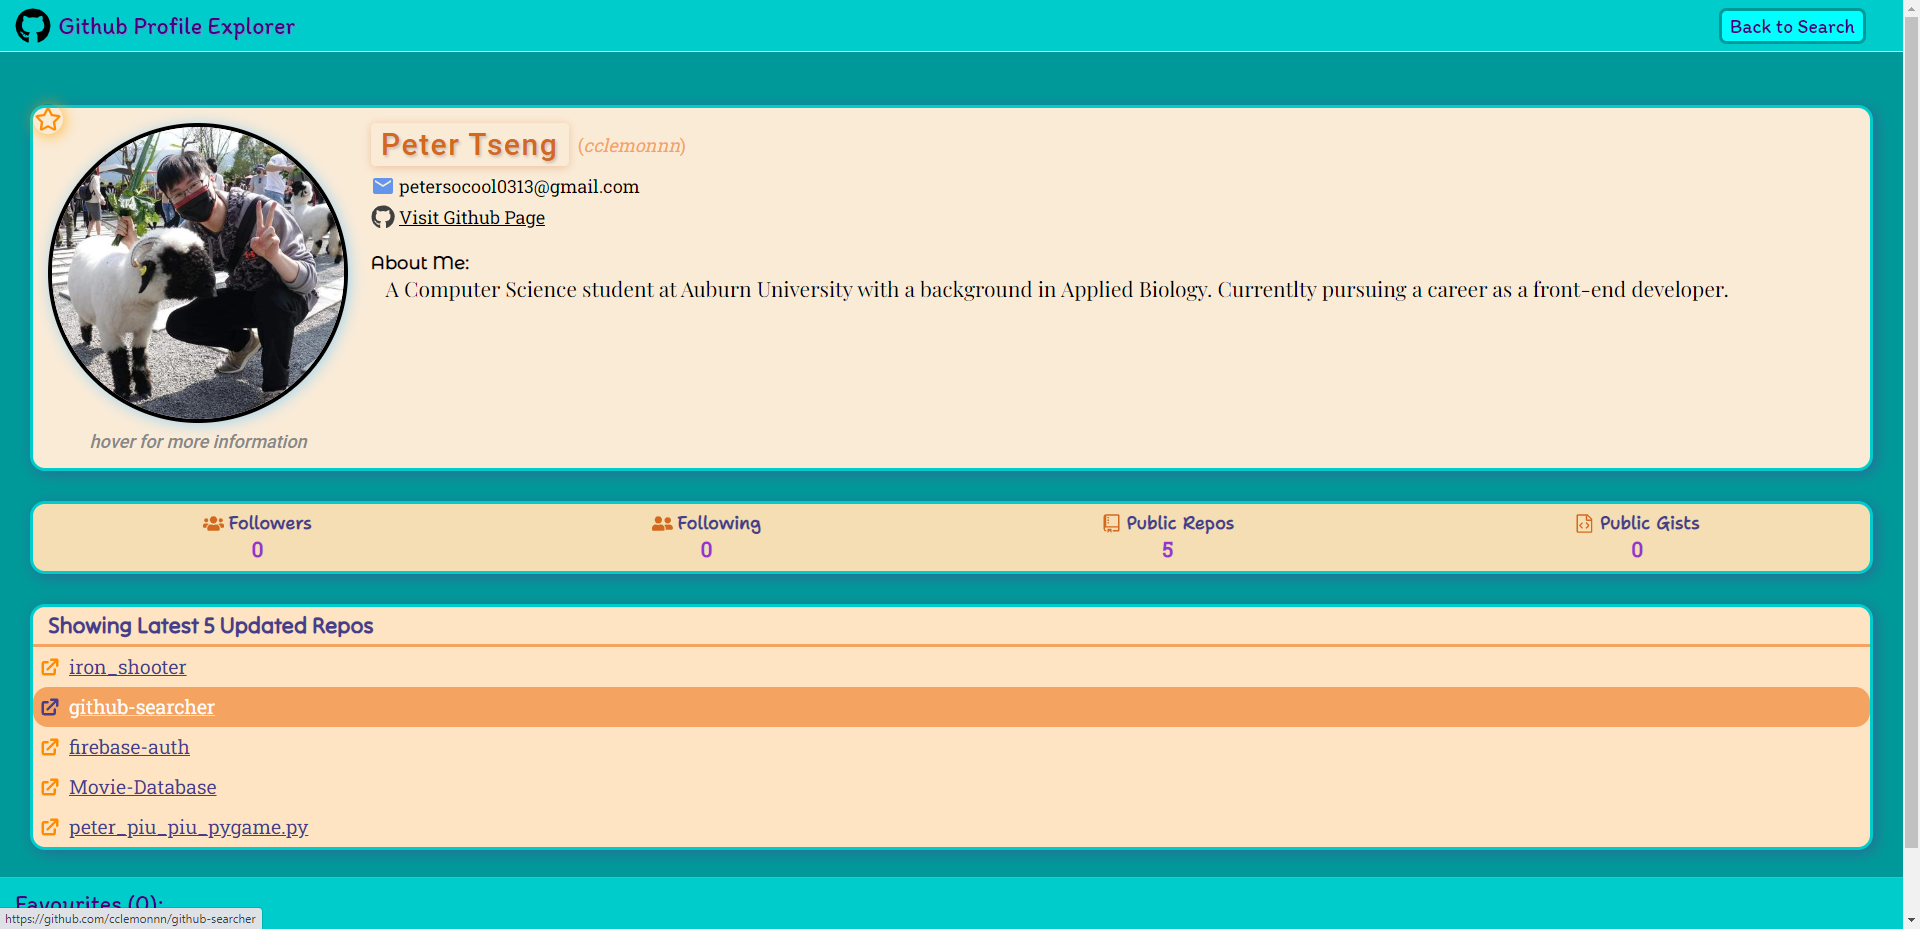 Github Profile Explorer
Back to Search
Peter Tseng (cclemonnn)
petersocool0313@gmail.com
Visit Github Page
About Me:
A Computer Science student at Auburn University with a background in Applied Biology. Currentlty pursuing a career as a front-end developer.
hover for more information
Followers
0
Following
0
Public Repos
5
Public Gists
0
Showing Latest 5 Updated Repos
iron_shooter
github-searcher
firebase-auth
Movie-Database
peter_piu_piu_pygame.py
Favourites (0):
https://github.com/cclemonnn/github-searcher